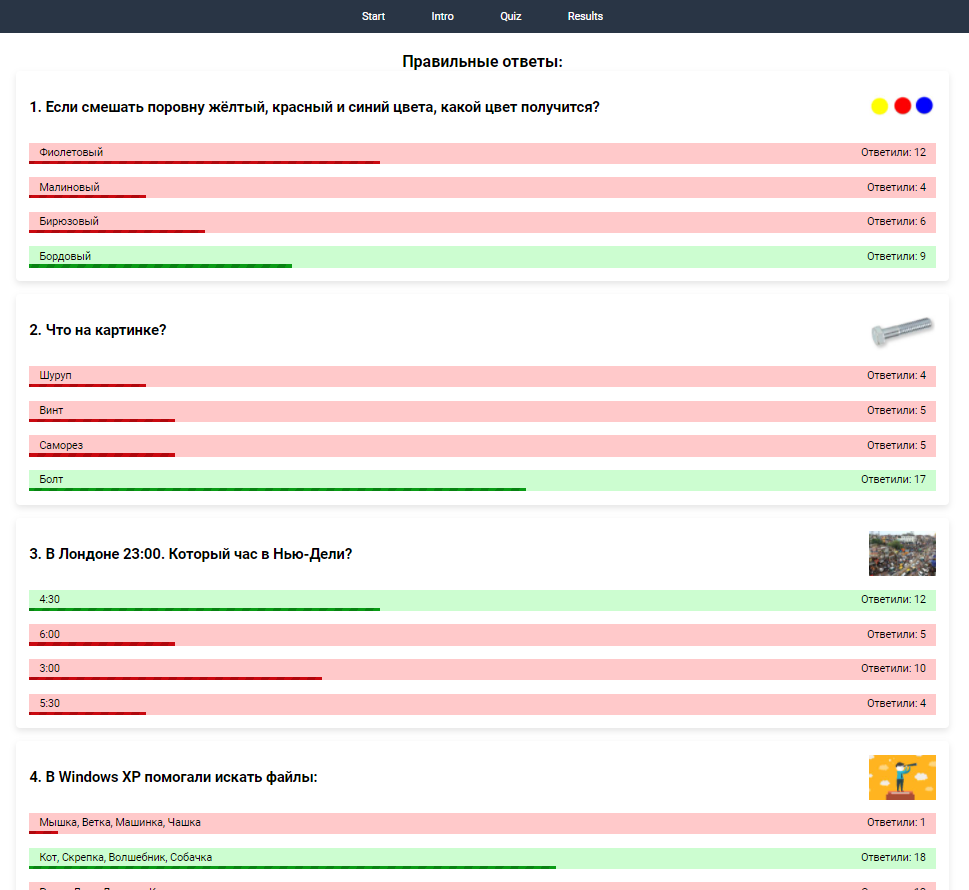 Start Intro Quiz Results
Правильные ответы:
1. Если смешать поровну жёлтый, красный и синий цвета, какой цвет получится?
Фиолетовый Ответили: 12
Малиновый Ответили: 4
Бирюзовый Ответили: 6
Бордовый Ответили: 9
2. Что на картинке?
Шуруп Ответили: 4
Винт Ответили: 5
Саморез Ответили: 5
Болт Ответили: 17
3. В Лондоне 23:00. Который час в Нью-Дели?
4:30 Ответили: 12
6:00 Ответили: 5
3:00 Ответили: 10
5:30 Ответили: 4
4. В Windows XP помогали искать файлы:
Мышка, Ветка, Машинка, Чашка Ответили: 1
Кот, Скрепка, Волшебник, Собачка Ответили: 18